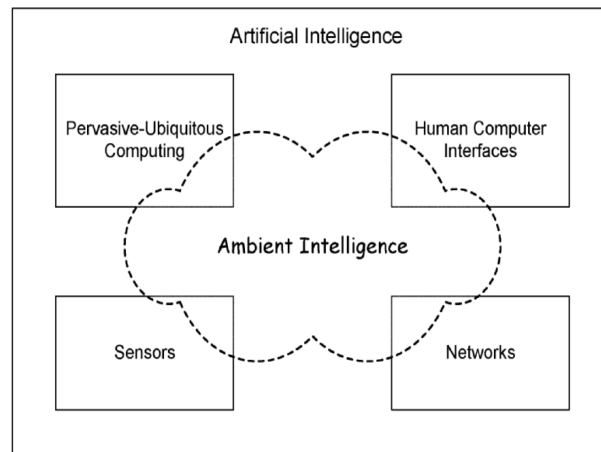 Artificial Intelligence
Pervasive-Ubiquitous
Computing
Human Computer
Interfaces
Ambient Intelligence
Sensors
Networks